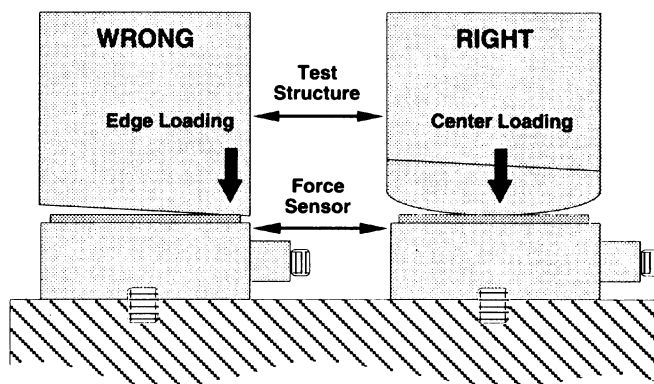 WRONG
RIGHT
Test
Structure
Edge Loading
Center Loading
Force
Sensor